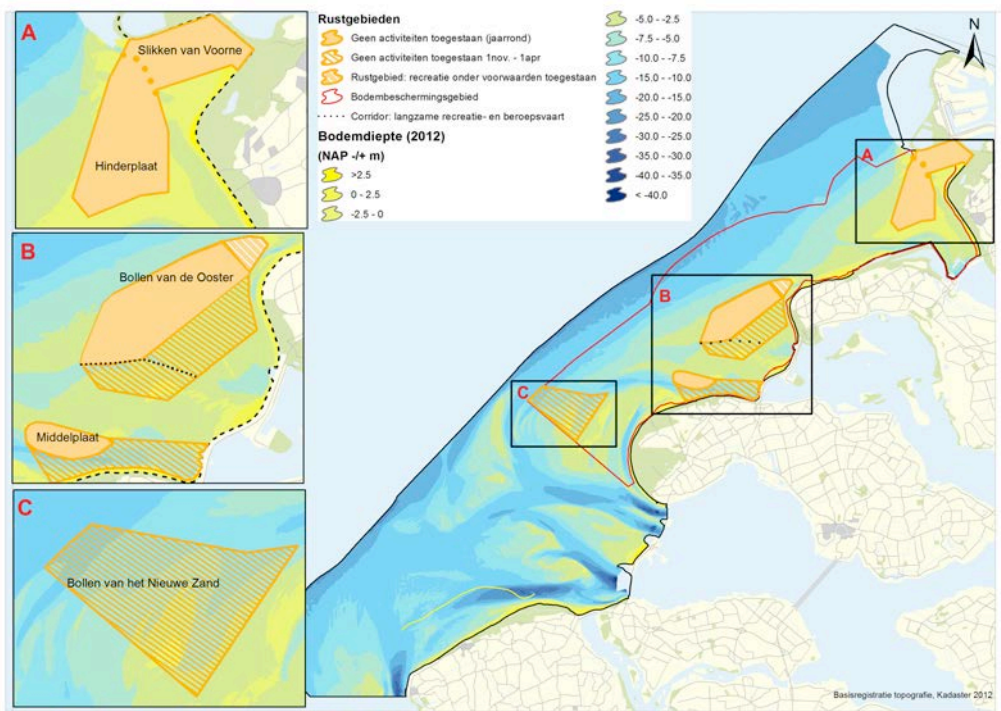 A
Slikken van Voorne
Hinderplaat
B
Bollen van de Ooster
Middelplaat
C
Bollen van het Nieuwe Zand
Rustgebieden
Geen activiteiten toegestaan (jaarrond)
Geen activiteiten toegestaan 1nov. - 1apr
Rustgebied: recreatie onder voorwaarden toegestaan
Bodembeschermingsgebied
Corridor: langzame recreatie- en beroepsvaart
Bodemdiepte (2012)
(NAP -/+ m)
>2.5
0 - 2.5
-2.5 - 0
-5.0 - -2.5
-7.5 - -5.0
-10.0 - -7.5
-15.0 - -10.0
-20.0 - -15.0
-25.0 - -20.0
-30.0 - -25.0
-35.0 - -30.0
-40.0 - -35.0
< -40.0
N
A
B
C
Basisregistratie topografie, Kadaster 2012